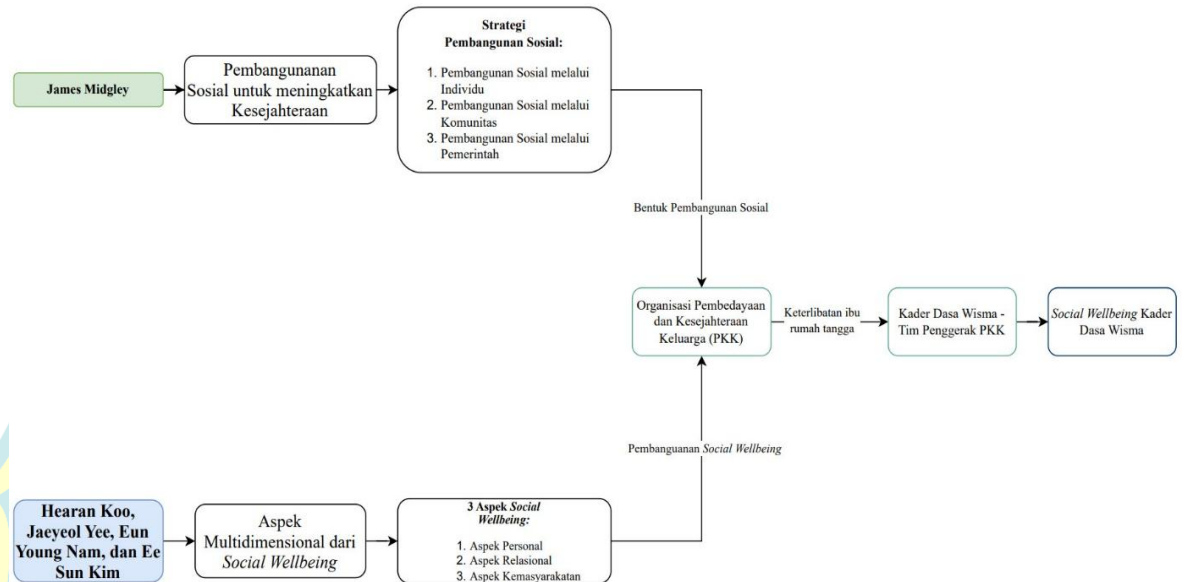 James Midgley
Pembangunanan
Sosial untuk meningkatkan
Kesejahteraan
Strategi
Pembangunan Sosial:
1. Pembangunan Sosial melalui
Individu
2. Pembangunan Sosial melalui
Komunitas
3. Pembangunan Sosial melalui
Pemerintah
Bentuk Pembangunan Sosial
Organisasi Pembedayaan
dan Kesejahteraan
Keluarga (PKK)
Keterlibatan ibu
rumah tangga
Kader Dasa Wisma -
Tim Penggerak PKK
Social Wellbeing Kader
Dasa Wisma
Pembanguanan Social Wellbeing
Hearan Koo,
Jaeyeol Yee, Eun
Young Nam, dan Ee
Sun Kim
Aspek
Multidimensional dari
Social Wellbeing
3 Aspek Social
Wellbeing:
1. Aspek Personal
2. Aspek Relasional
3. Aspek Kemasyarakatan